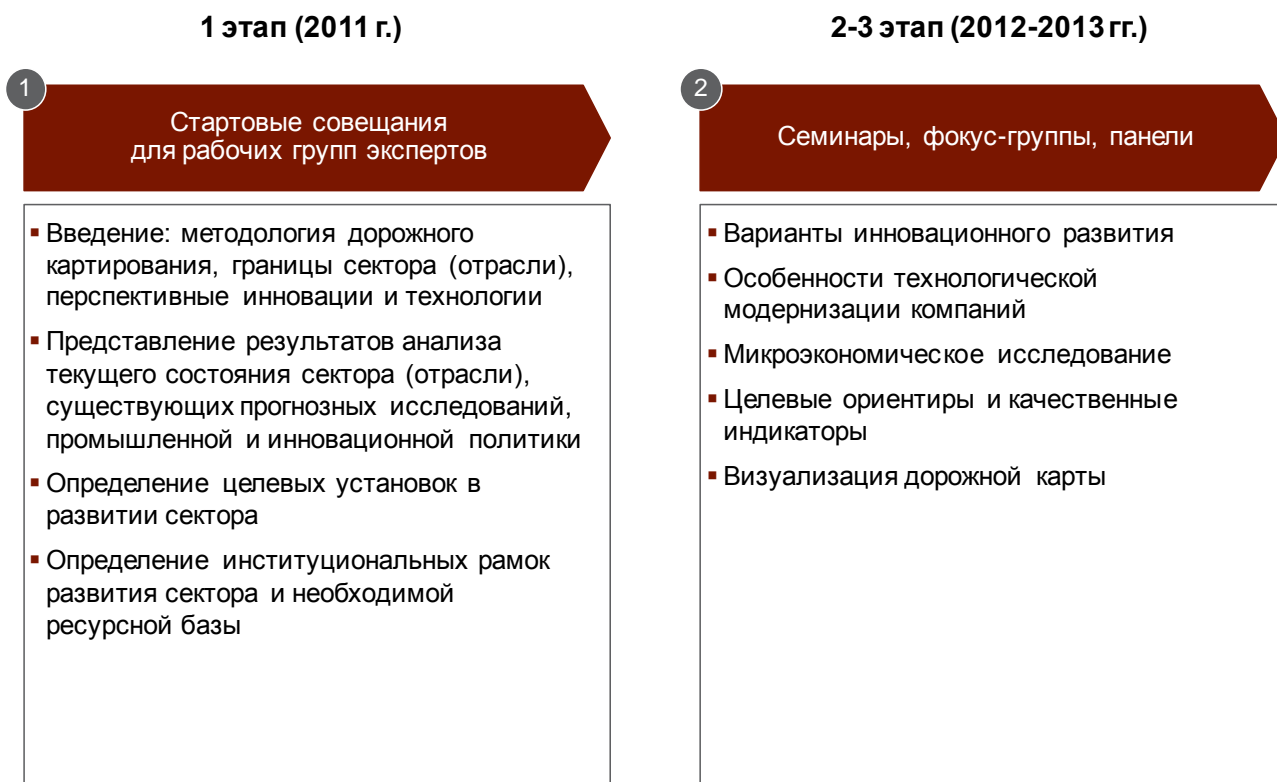 1 этап (2011 г.)
1
Стартовые совещания
для рабочих групп экспертов
▪ Введение: методология дорожного
картирования, границы сектора (отрасли),
перспективные инновации и технологии
▪ Представление результатов анализа
текущего состояния сектора (отрасли),
существующих прогнозных исследований,
промышленной и инновационной политики
▪ Определение целевых установок в
развитии сектора
▪ Определение институциональных рамок
развития сектора и необходимой
ресурсной базы
2-3 этап (2012-2013 гг.)
2
Семинары, фокус-группы, панели
▪ Варианты инновационного развития
▪ Особенности технологической
модернизации компаний
▪ Микроэкономическое исследование
▪ Целевые ориентиры и качественные
индикаторы
▪ Визуализация дорожной карты